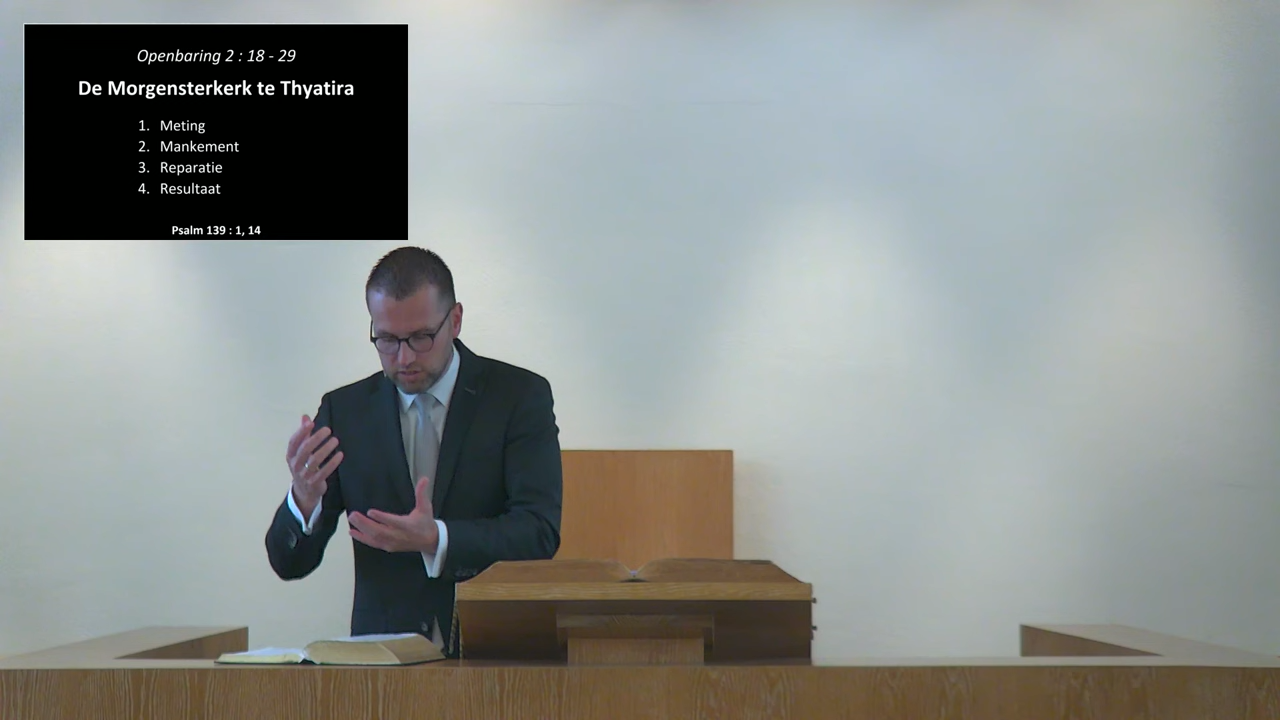 Openbaring 2 : 18 - 29
De Morgensterkerk te Thyatira
1. Meting
2. Mankement
3. Reparatie
4. Resultaat
Psalm 139 : 1, 14